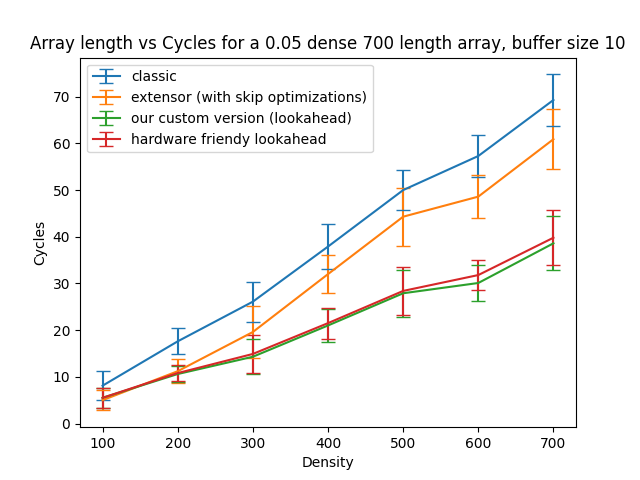 Array length vs Cycles for a 0.05 dense 700 length array, buffer size 10
classic
extensor (with skip optimizations)
our custom version (lookahead)
hardware friendy lookahead
Cycles
70
60
50
40
30
20
10
0
100 200 300 400 500 600 700
Density